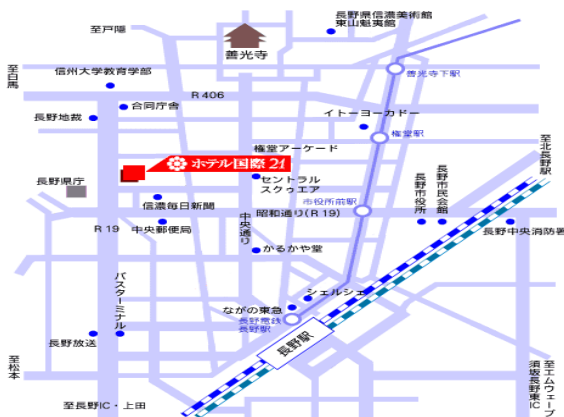 至戸隠
長野県信濃美術館
東山魁夷館
善光寺
至白馬
信州大学教育学部
善光寺下駅
R 406
合同庁舎
イトーヨーカドー
長野地裁
権堂駅
至北長野駅
権堂アーケード
ホテル国際21
セントラル
スクゥエア
長野県庁
長野市役所
長野市民会館
信濃毎日新聞
市役所前駅
中央通り
昭和通り(R 19)
R 19
中央郵便局
長野中央消防署
かるかや堂
バスターミナル
シェルシェ
ながの東急
長野電鉄
長野駅
長野駅
長野放送
至松本
至エムウェーブ
須坂長野東IC
至長野IC・上田